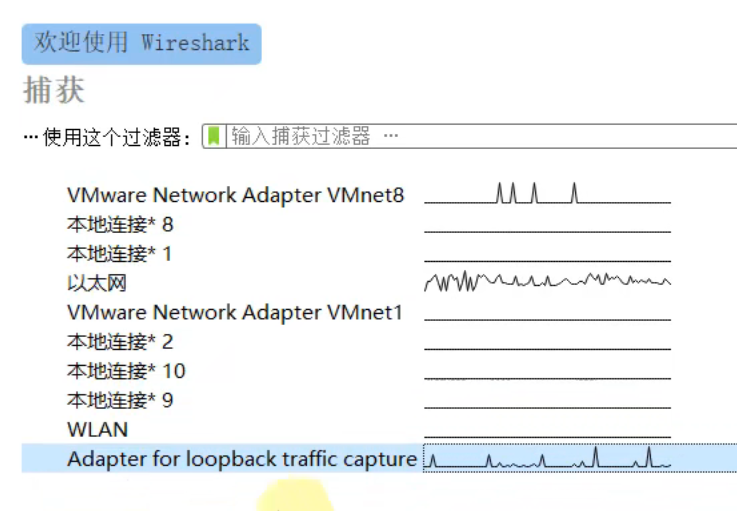 欢迎使用 Wireshark
捕获
…使用这个过滤器: 输入捕获过滤器 …
VMware Network Adapter VMnet8
本地连接* 8
本地连接* 1
以太网
VMware Network Adapter VMnet1
本地连接* 2
本地连接* 10
本地连接* 9
WLAN
Adapter for loopback traffic capture